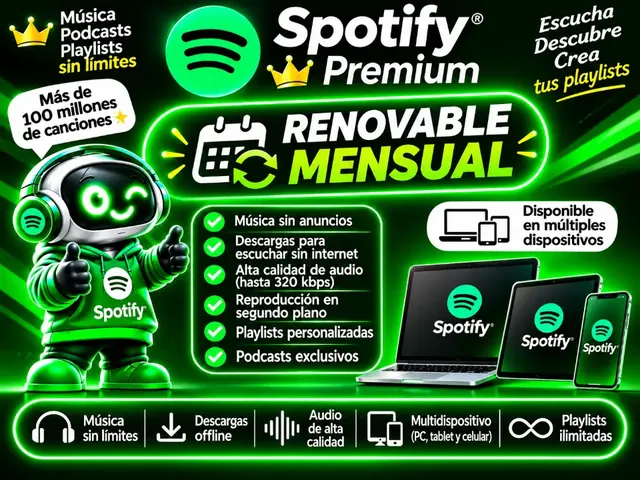 Música
Podcasts
Playlists
sin límites
Spotify®
Premium
Escucha
Descubre
Crea
tus playlists
Más de
100 millones
de canciones
RENOVABLE
MENSUAL
Música sin anuncios
Descargas para
escuchar sin internet
Alta calidad de audio
(hasta 320 kbps)
Reproducción en
segundo plano
Playlists personalizadas
Podcasts exclusivos
Disponible
en múltiples
dispositivos
Spotify
Spotify
Spotify
Spotify
Música
sin límites
Descargas
offline
Audio
de alta
calidad
Multidispositivo
(PC, tablet y celular)
Playlists
ilimitadas